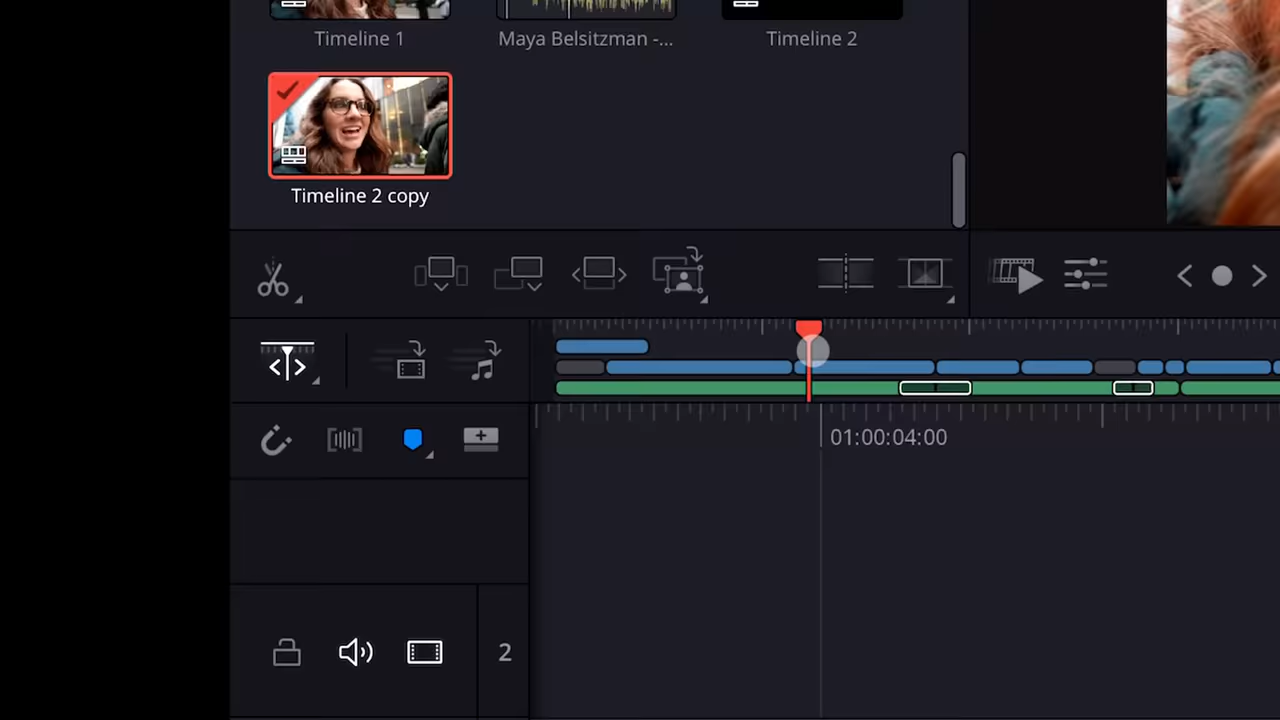 Timeline 1
Maya Belsitzman -...
Timeline 2
Timeline 2 copy
01:00:04:00
2